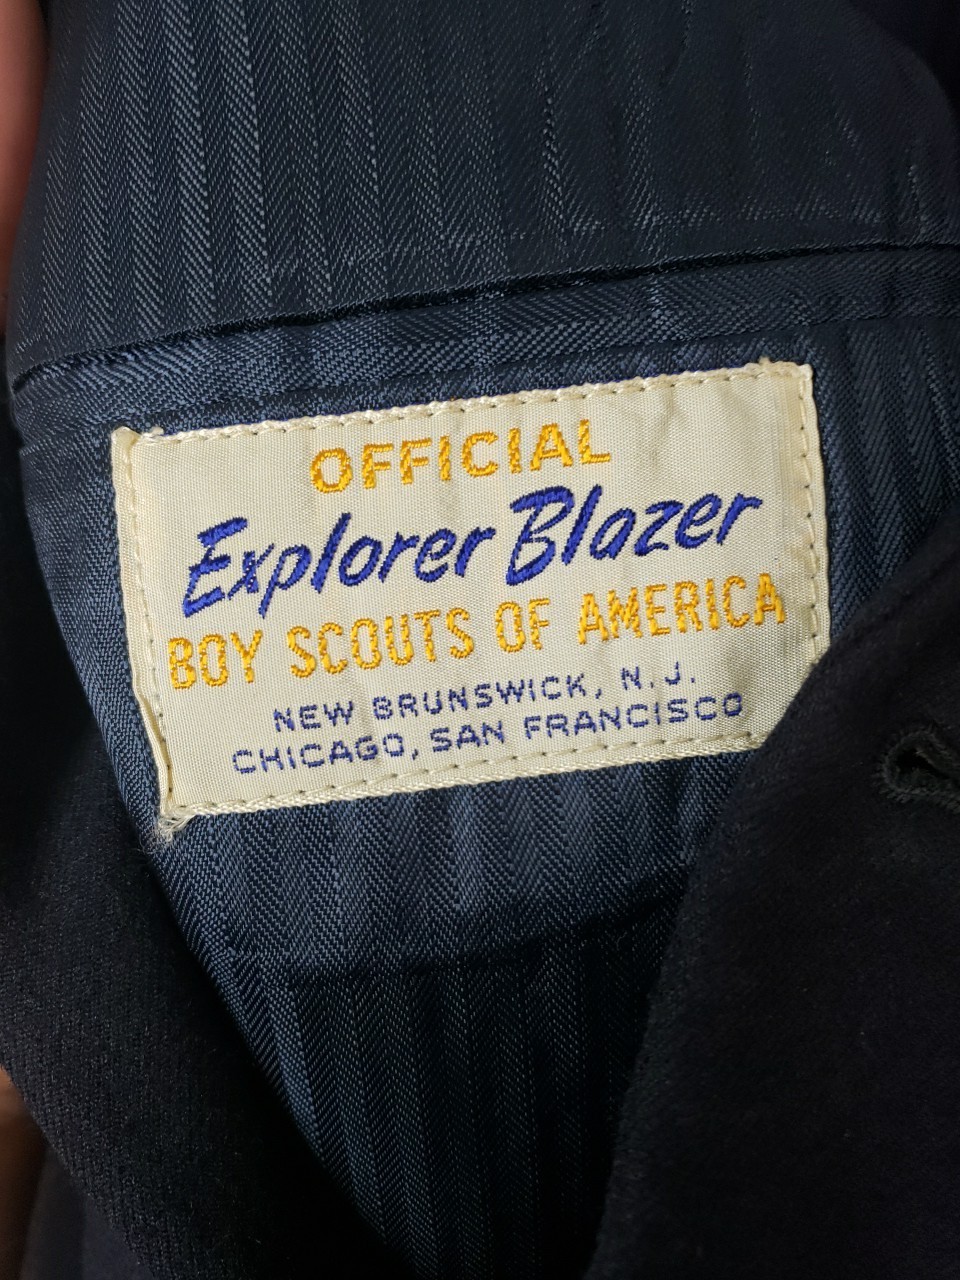 OFFICIAL
Explorer Blazer
BOY SCOUTS OF AMERICA
NEW BRUNSWICK, N.J.
CHICAGO, SAN FRANCISCO